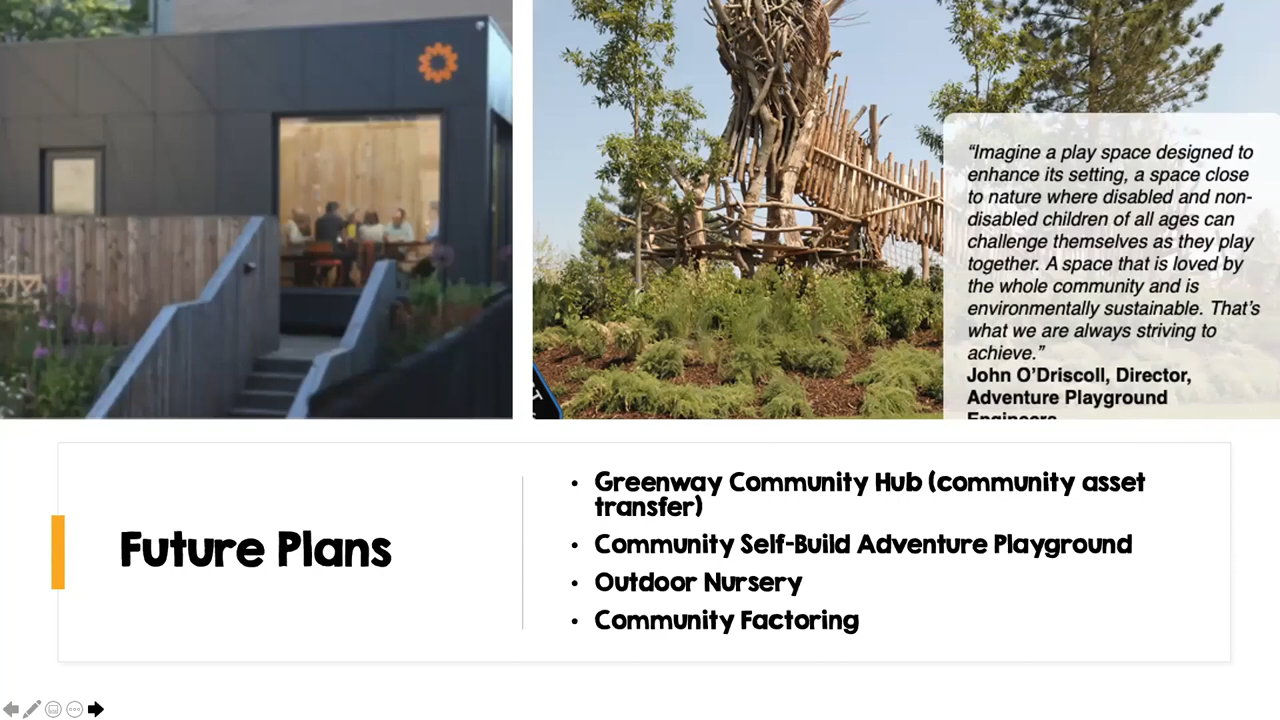 “Imagine a play space designed to
enhance its setting, a space close
to nature where disabled and non-
disabled children of all ages can
challenge themselves as they play
together. A space that is loved by
the whole community and is
environmentally sustainable. That’s
what we are always striving to
achieve.”
John O’Driscoll, Director,
Adventure Playground
Engineers
Future Plans
• Greenway Community Hub (community asset
transfer)
• Community Self-Build Adventure Playground
• Outdoor Nursery
• Community Factoring